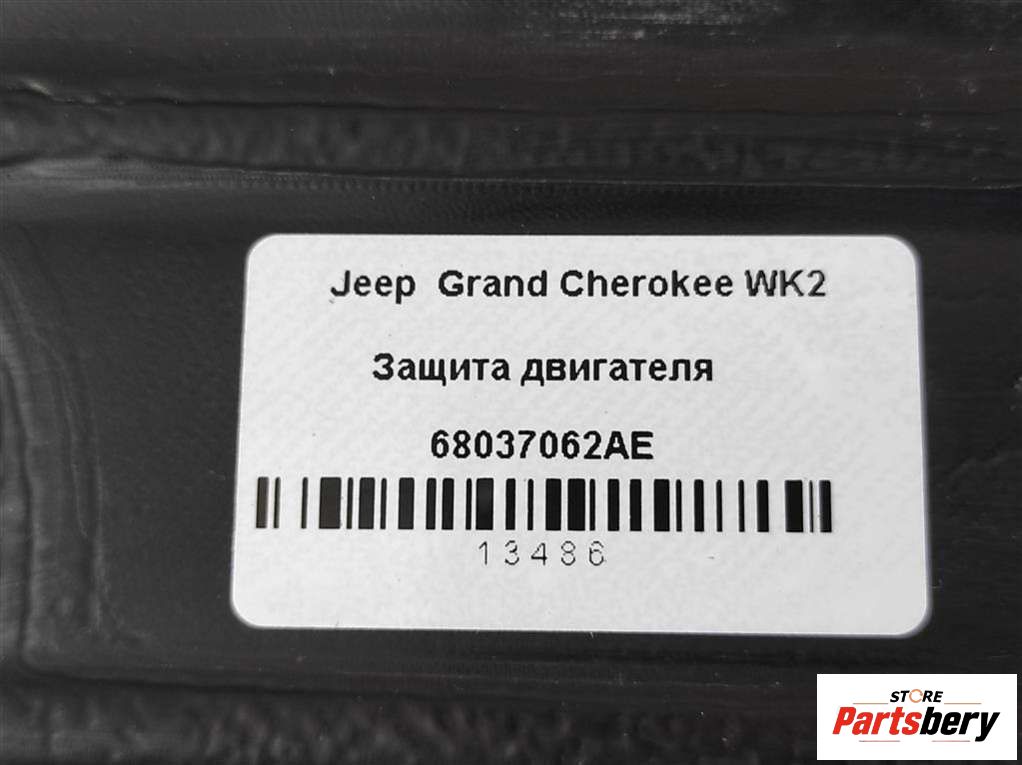 Jeep Grand Cherokee WK2
Защита двигателя
68037062AE
13486
STORE
Partsbery